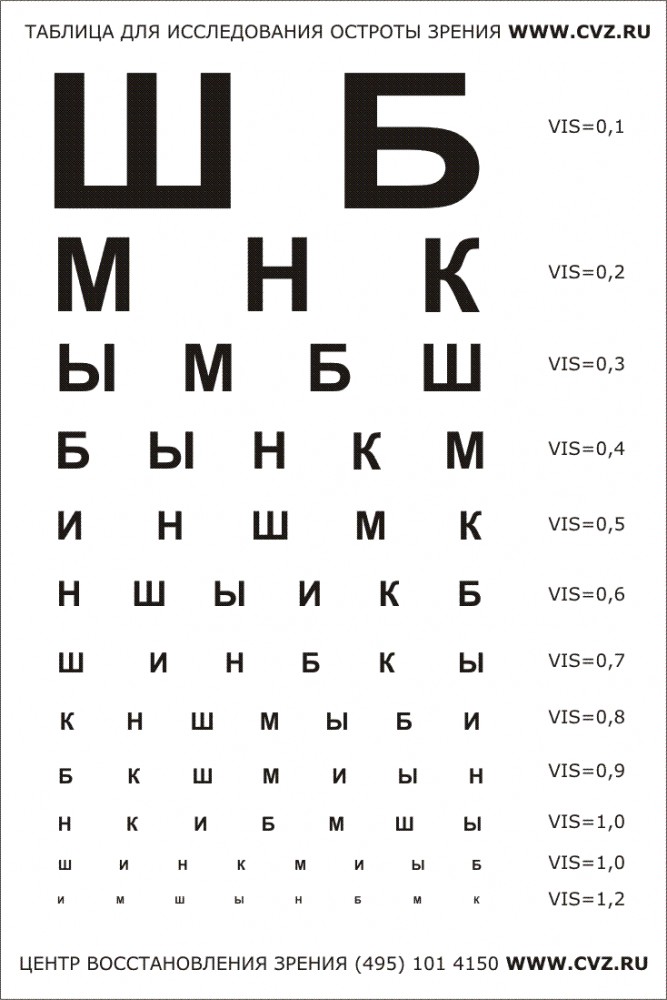 ТАБЛИЦА ДЛЯ ИССЛЕДОВАНИЯ ОСТРОТЫ ЗРЕНИЯ WWW.CVZ.RU
Ш Б VIS=0,1
М Н К VIS=0,2
Ы М Б Ш VIS=0,3
Б Ы Н К М VIS=0,4
И Н Ш М К VIS=0,5
Н Ш Ы И К Б VIS=0,6
Ш И Н Б К Ы VIS=0,7
К Н Ш М Ы Б И VIS=0,8
Б К Ш М И Ы Н VIS=0,9
Н К И Б М Ш Ы VIS=1,0
Ш И Н К М И Ы Б VIS=1,0
И М Ш Ы Н Б М К VIS=1,2
ЦЕНТР ВОССТАНОВЛЕНИЯ ЗРЕНИЯ (495) 101 4150 WWW.CVZ.RU